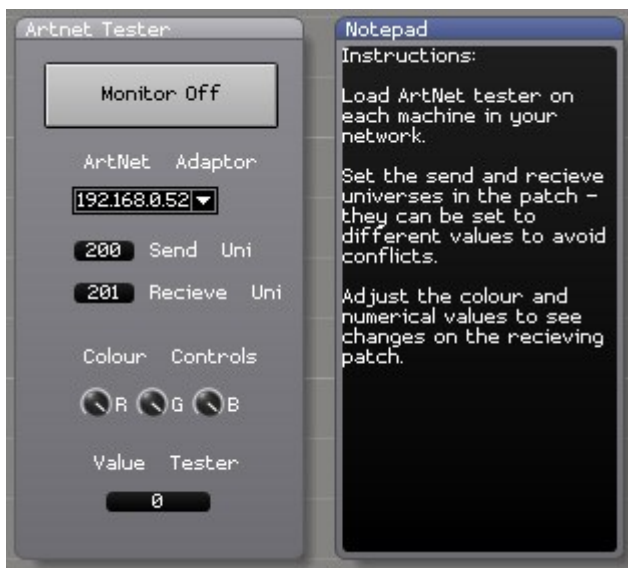 Artnet Tester
Monitor Off
ArtNet Adaptor
192.168.0.52
200 Send Uni
201 Recieve Uni
Colour Controls
R G B
Value Tester
0
Notepad
Instructions:
Load ArtNet tester on
each machine in your
network.
Set the send and recieve
universes in the patch –
they can be set to
different values to avoid
conflicts.
Adjust the colour and
numerical values to see
changes on the recieving
patch.